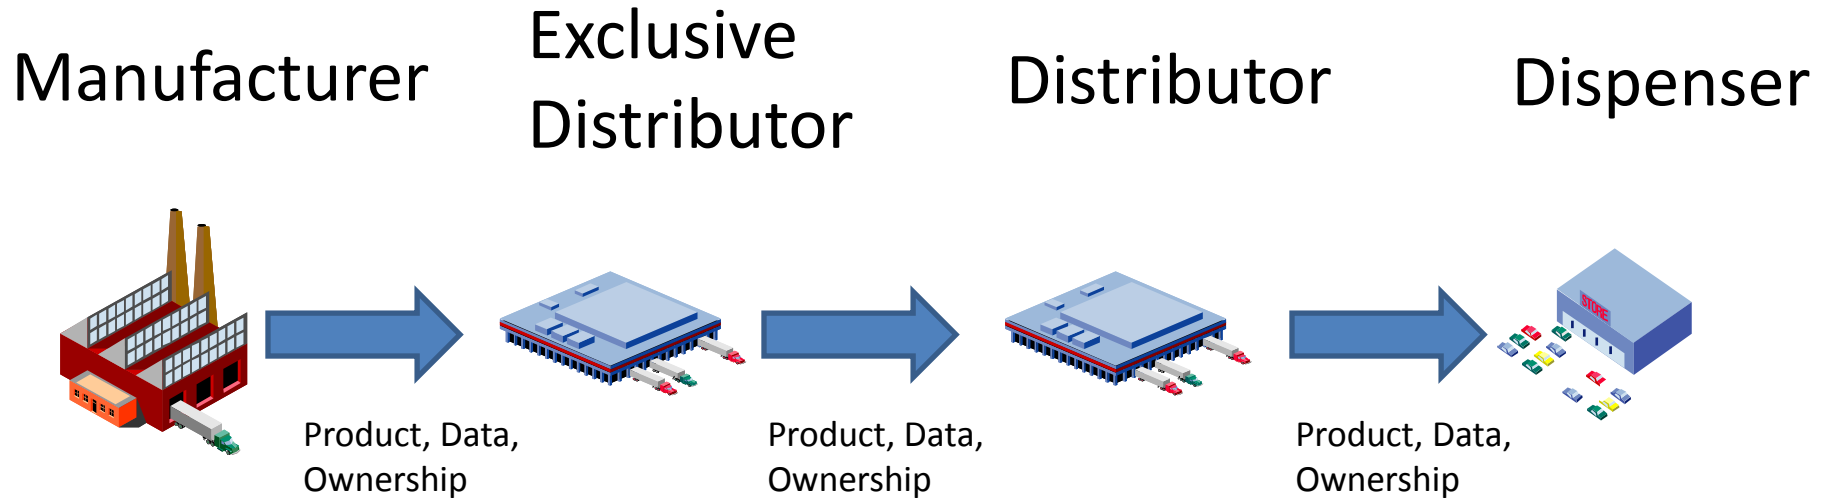 Manufacturer
Exclusive
Distributor
Distributor
Dispenser
STORE
Product, Data,
Ownership
Product, Data,
Ownership
Product, Data,
Ownership